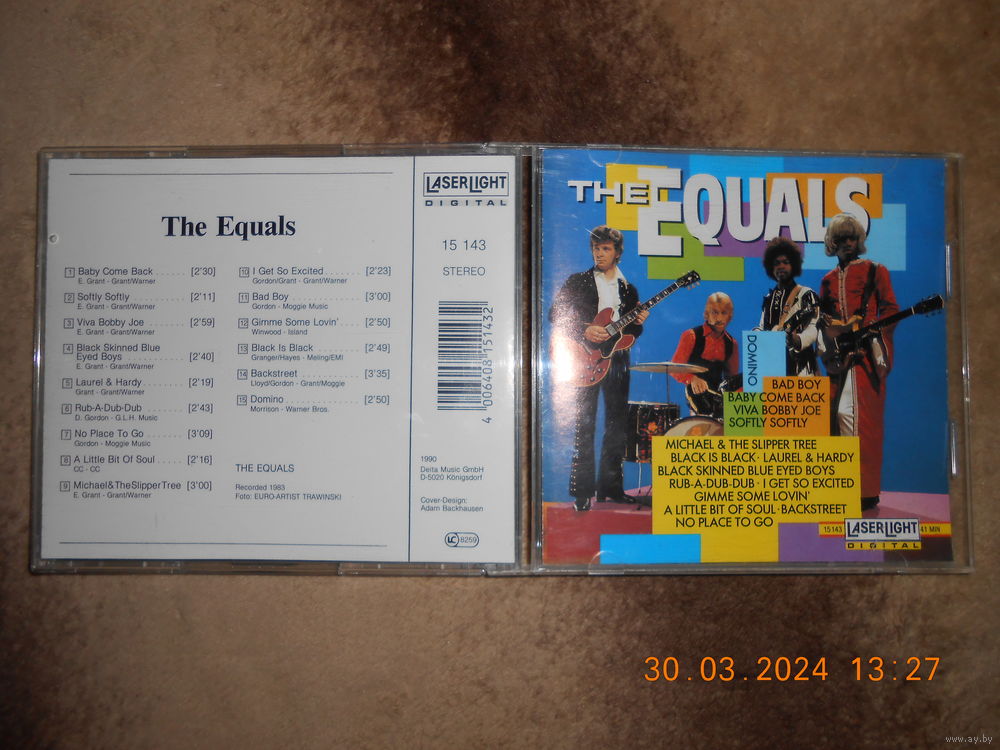 The Equals
1 Baby Come Back ...... [2'30]
E. Grant - Grant/Warner
2 Softly Softly .......... [2'11]
E. Grant - Grant/Warner
3 Viva Bobby Joe ....... [2'59]
E. Grant - Grant/Warner
4 Black Skinned Blue
Eyed Boys ............ [2'40]
E. Grant - Grant/Warner
5 Laurel & Hardy ........ [2'19]
Grant - Grant/Warner
6 Rub-A-Dub-Dub ...... [2'43]
D. Gordon - G.L.H. Music
7 No Place To Go ....... [3'09]
Gordon - Moggie Music
8 A Little Bit Of Soul ..... [2'16]
CC - CC
9 Michael&TheSlipperTree [3'00]
E. Grant - Grant/Warner
10 I Get So Excited ....... [2'23]
Gordon/Grant - Grant/Warner
11 Bad Boy ............. [3'00]
Gordon - Moggie Music
12 Gimme Some Lovin' ... [2'50]
Winwood - Island
13 Black Is Black ......... [2'49]
Granger/Hayes - Meling/EMI
14 Backstreet ........... [3'35]
Lloyd/Gordon - Grant/Moggie
15 Domino .............. [2'50]
Morrison - Warner Bros.
THE EQUALS
Recorded 1983
Foto: EURO-ARTIST TRAWINSKI
LASERLIGHT
DIGITAL
15 143
STEREO
4 006408 151432
1990
Delta Music GmbH
D-5020 Königsdorf
Cover-Design:
Adam Backhausen
LC 8259
THE EQUALS
DOMINO
BAD BOY
BABY COME BACK
VIVA BOBBY JOE
SOFTLY SOFTLY
MICHAEL & THE SLIPPER TREE
BLACK IS BLACK · LAUREL & HARDY
BLACK SKINNED BLUE EYED BOYS
RUB-A-DUB-DUB · I GET SO EXCITED
GIMME SOME LOVIN'
A LITTLE BIT OF SOUL · BACKSTREET
NO PLACE TO GO
15 143 LASERLIGHT 41 MIN
DIGITAL
30.03.2024 13:27
www.ay.by